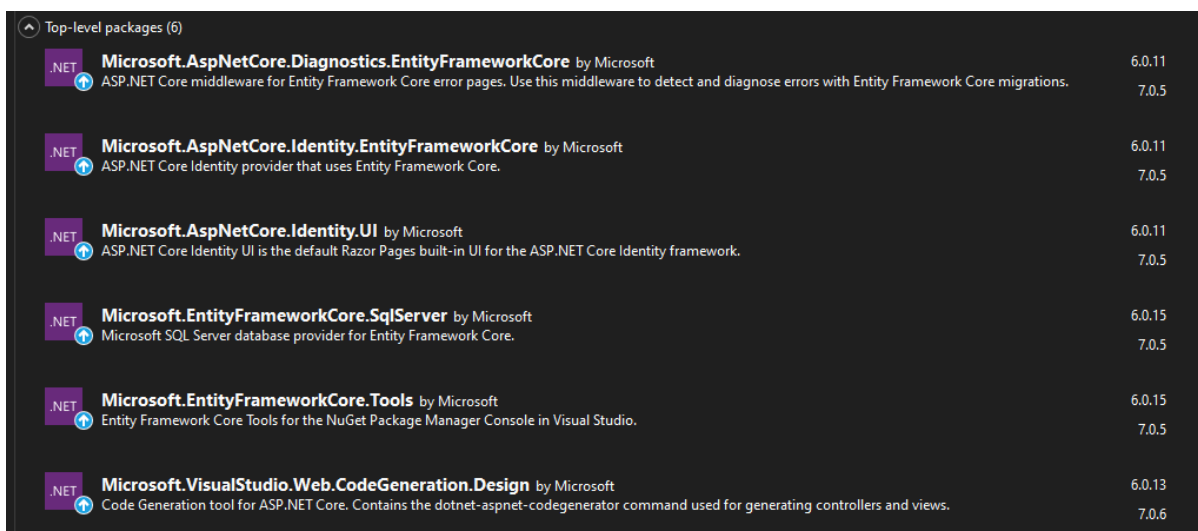 Top-level packages (6)
.NET
Microsoft.AspNetCore.Diagnostics.EntityFrameworkCore by Microsoft 6.0.11
ASP.NET Core middleware for Entity Framework Core error pages. Use this middleware to detect and diagnose errors with Entity Framework Core migrations. 7.0.5
.NET
Microsoft.AspNetCore.Identity.EntityFrameworkCore by Microsoft 6.0.11
ASP.NET Core Identity provider that uses Entity Framework Core. 7.0.5
.NET
Microsoft.AspNetCore.Identity.UI by Microsoft 6.0.11
ASP.NET Core Identity UI is the default Razor Pages built-in UI for the ASP.NET Core Identity framework. 7.0.5
.NET
Microsoft.EntityFrameworkCore.SqlServer by Microsoft 6.0.15
Microsoft SQL Server database provider for Entity Framework Core. 7.0.5
.NET
Microsoft.EntityFrameworkCore.Tools by Microsoft 6.0.15
Entity Framework Core Tools for the NuGet Package Manager Console in Visual Studio. 7.0.5
.NET
Microsoft.VisualStudio.Web.CodeGeneration.Design by Microsoft 6.0.13
Code Generation tool for ASP.NET Core. Contains the dotnet-aspnet-codegenerator command used for generating controllers and views. 7.0.6